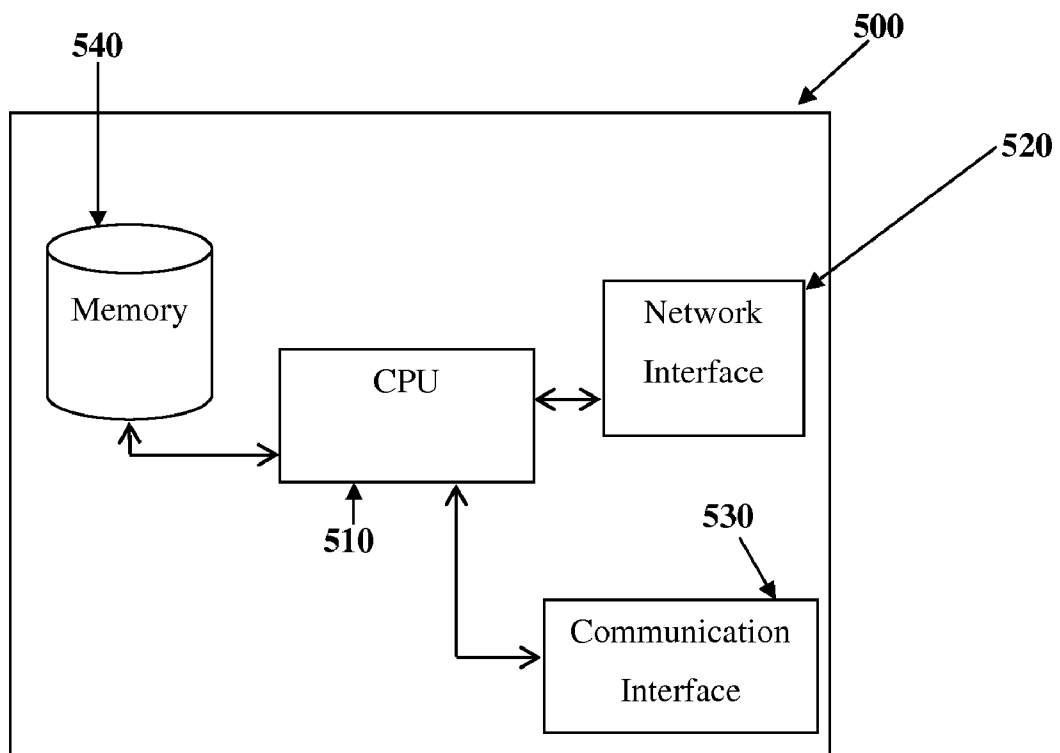 540
500
520
Memory
Network
Interface
CPU
510
530
Communication
Interface